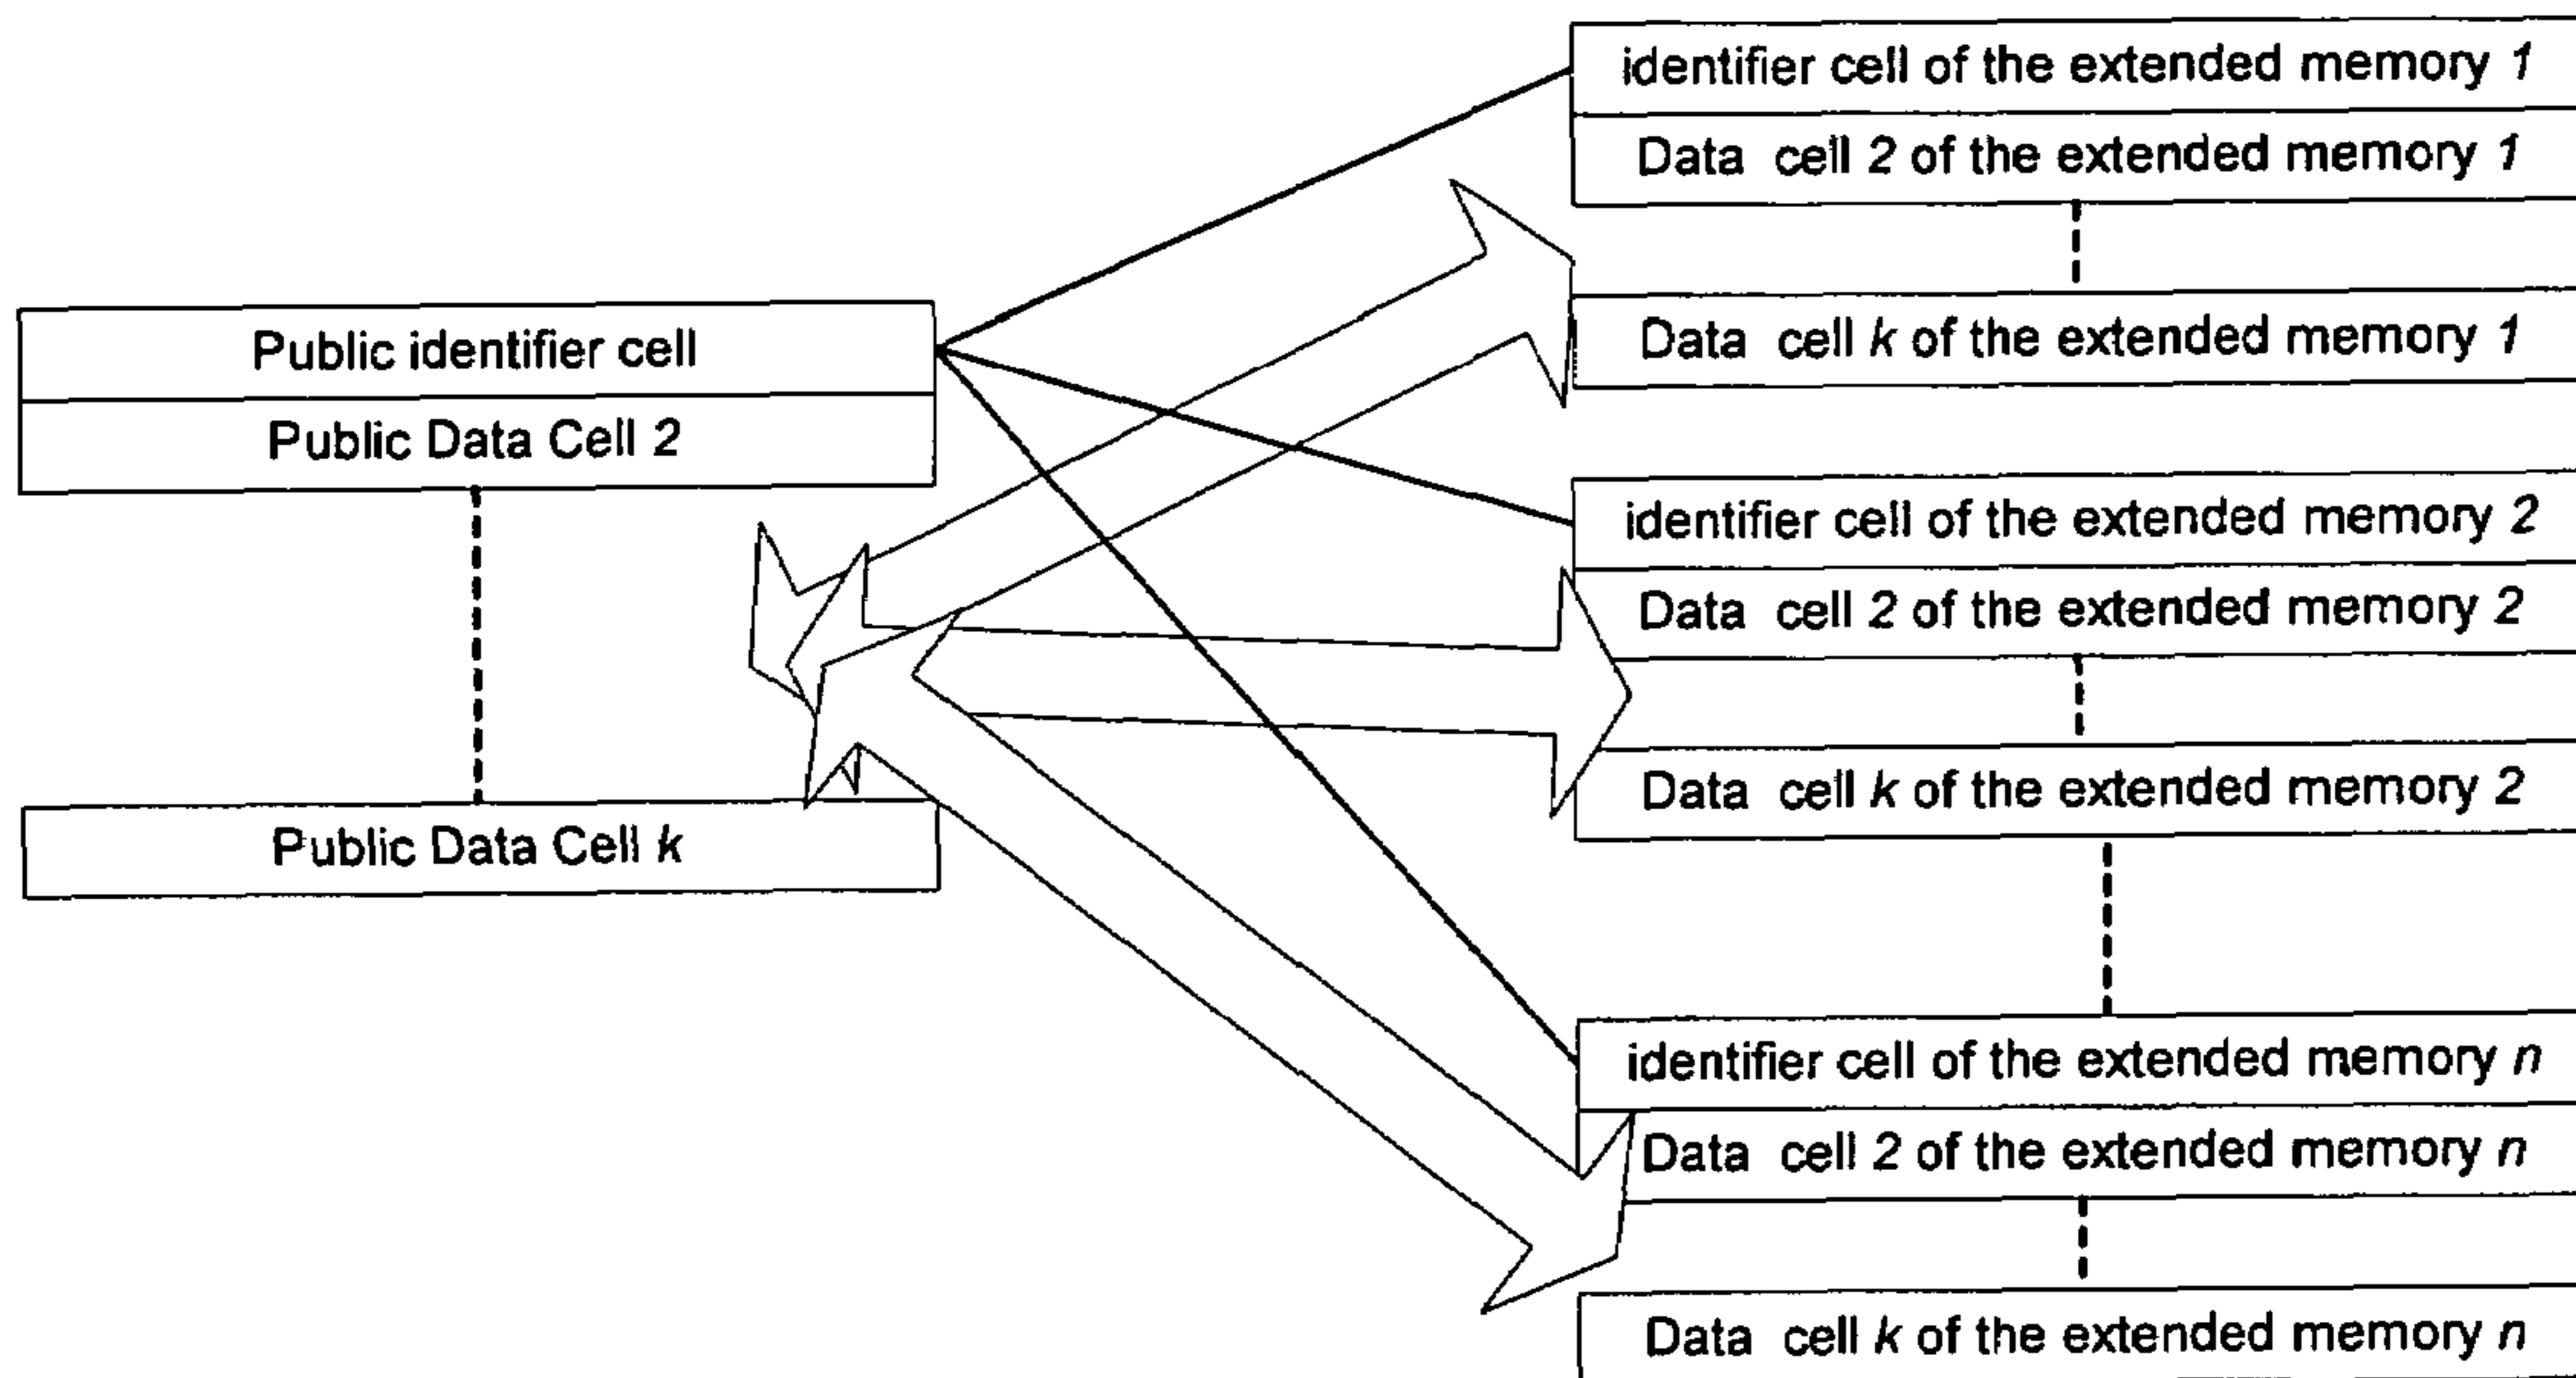 Public identifier cell
Public Data Cell 2
Public Data Cell k
identifier cell of the extended memory 1
Data cell 2 of the extended memory 1
Data cell k of the extended memory 1
identifier cell of the extended memory 2
Data cell 2 of the extended memory 2
Data cell k of the extended memory 2
identifier cell of the extended memory n
Data cell 2 of the extended memory n
Data cell k of the extended memory n